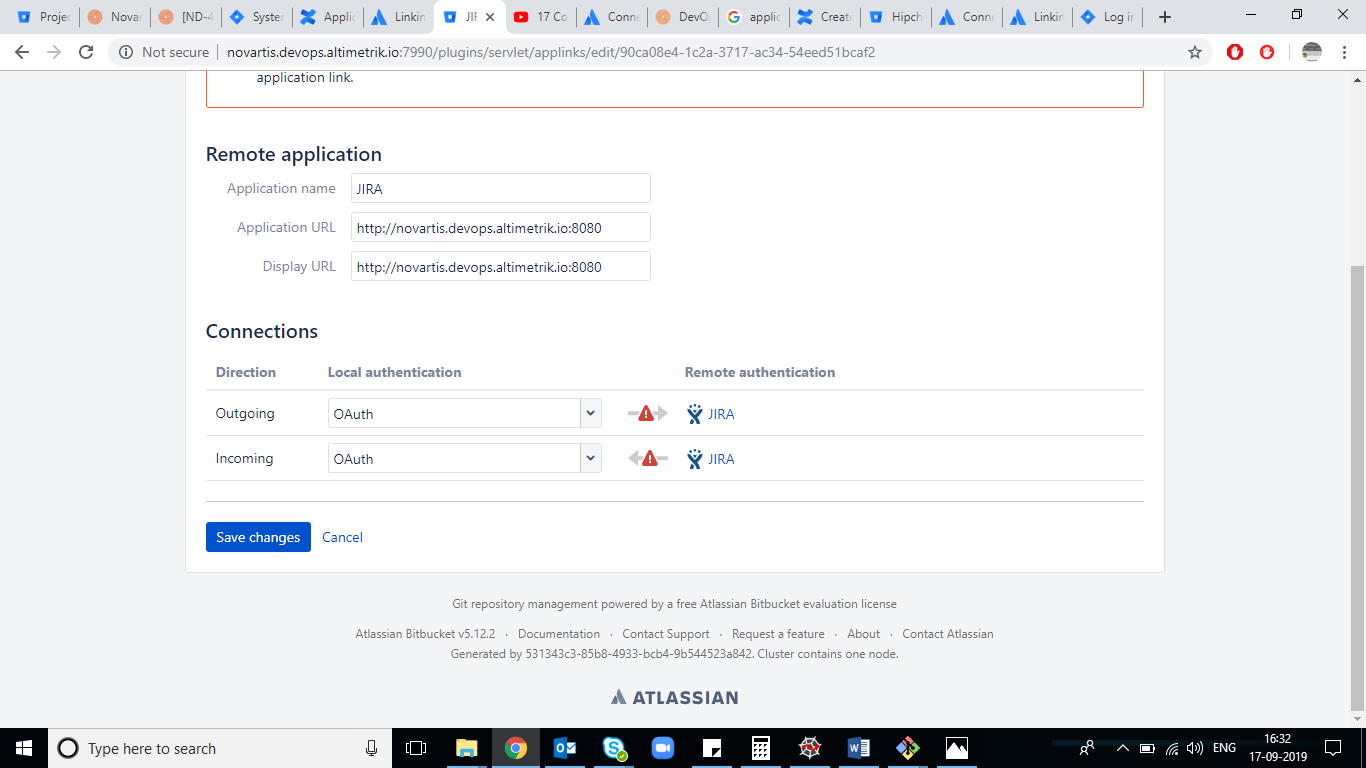 Projec
Novar
[ND-4
Syster
Applic
Linkin
JIF
17 Co
Conne
DevO
applic
Create
Hipch
Conne
Linkin
Log in
Not secure
novartis.devops.altimetrik.io:7990/plugins/servlet/applinks/edit/90ca08e4-1c2a-3717-ac34-54eed51bcaf2
application link.
Remote application
Application name JIRA
Application URL http://novartis.devops.altimetrik.io:8080
Display URL http://novartis.devops.altimetrik.io:8080
Connections
Direction Local authentication Remote authentication
Outgoing OAuth JIRA
Incoming OAuth JIRA
Save changes Cancel
Git repository management powered by a free Atlassian Bitbucket evaluation license
Atlassian Bitbucket v5.12.2 · Documentation · Contact Support · Request a feature · About · Contact Atlassian
Generated by 531343c3-85b8-4933-bcb4-9b544523a842. Cluster contains one node.
ATLASSIAN
Type here to search
ENG
16:32
17-09-2019